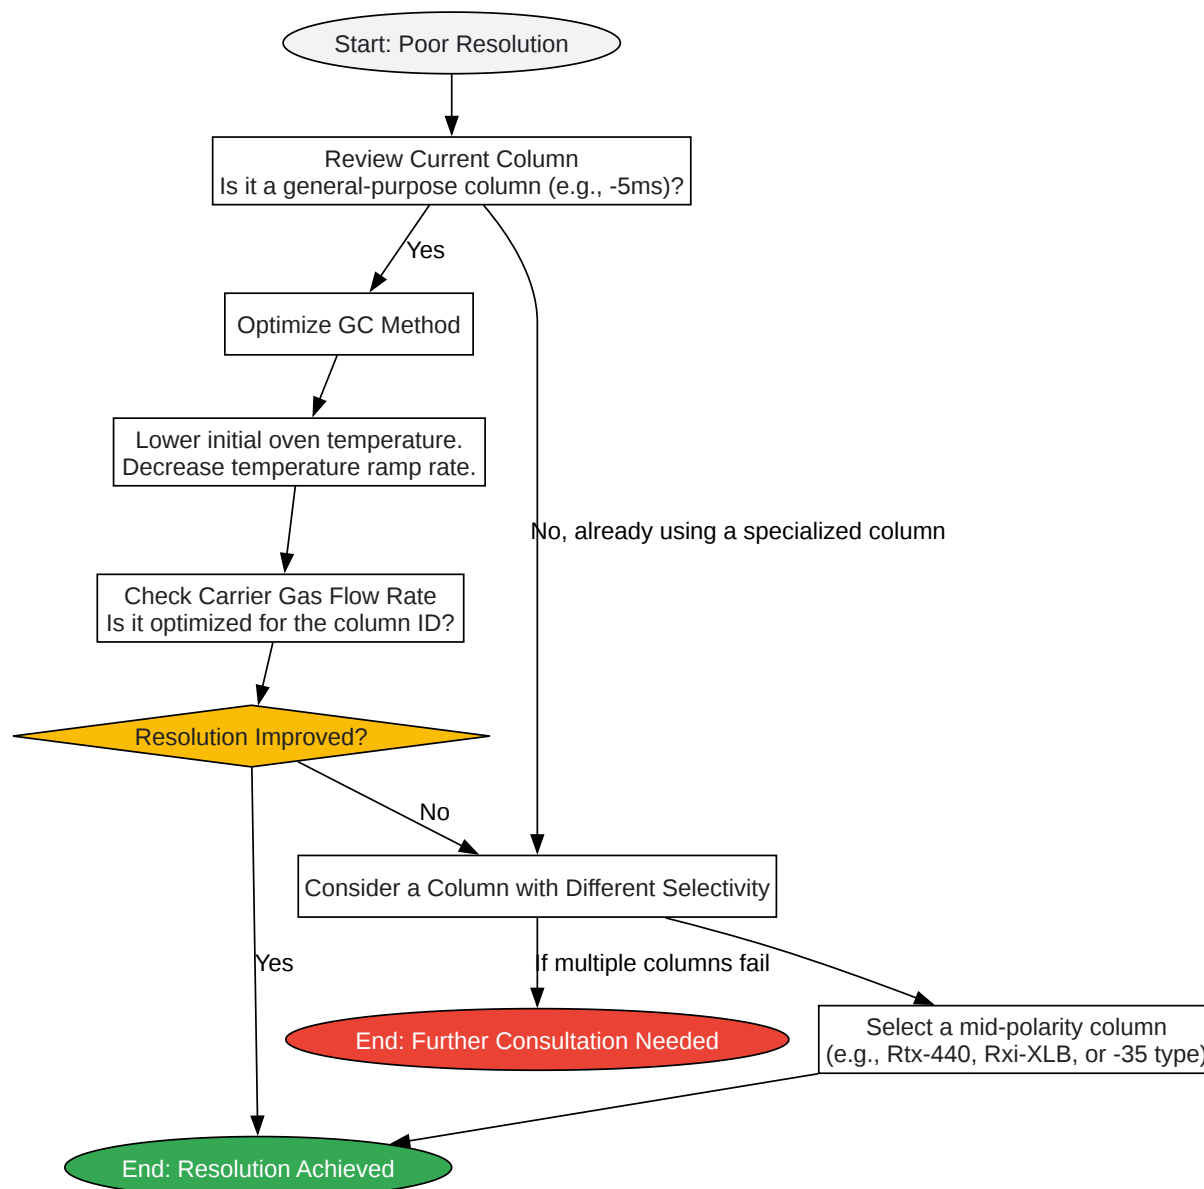 Start: Poor Resolution
Review Current Column
Is it a general-purpose column (e.g., -5ms)?
Yes
Optimize GC Method
Lower initial oven temperature.
Decrease temperature ramp rate.
No, already using a specialized column
Check Carrier Gas Flow Rate
Is it optimized for the column ID?
Resolution Improved?
No
Consider a Column with Different Selectivity
Yes
If multiple columns fail
Select a mid-polarity column
(e.g., Rtx-440, Rxi-XLB, or -35 type)
End: Further Consultation Needed
End: Resolution Achieved